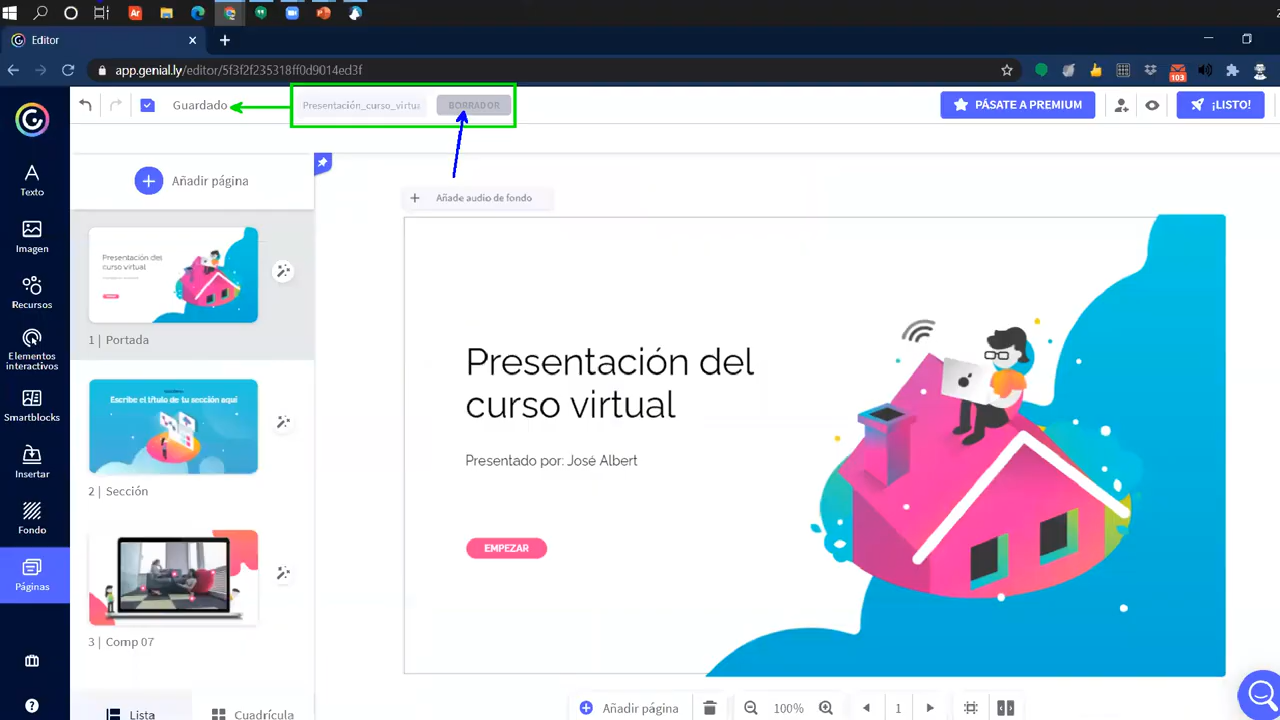 Editor
app.genial.ly/editor/5f3f2f235318ff0d9014ed3f
103
Guardado
Presentación_curso_virtua
BORRADOR
PÁSATE A PREMIUM
¡LISTO!
Texto
Imagen
Recursos
Elementos
interactivos
Smartblocks
Insertar
Fondo
Páginas
Añadir página
Presentación del
curso virtual
1 | Portada
Escribe el título de tu sección aquí
2 | Sección
3 | Comp 07
Lista
Cuadrícula
Añade audio de fondo
Presentación del
curso virtual
Presentado por: José Albert
EMPEZAR
Añadir página
100%
1